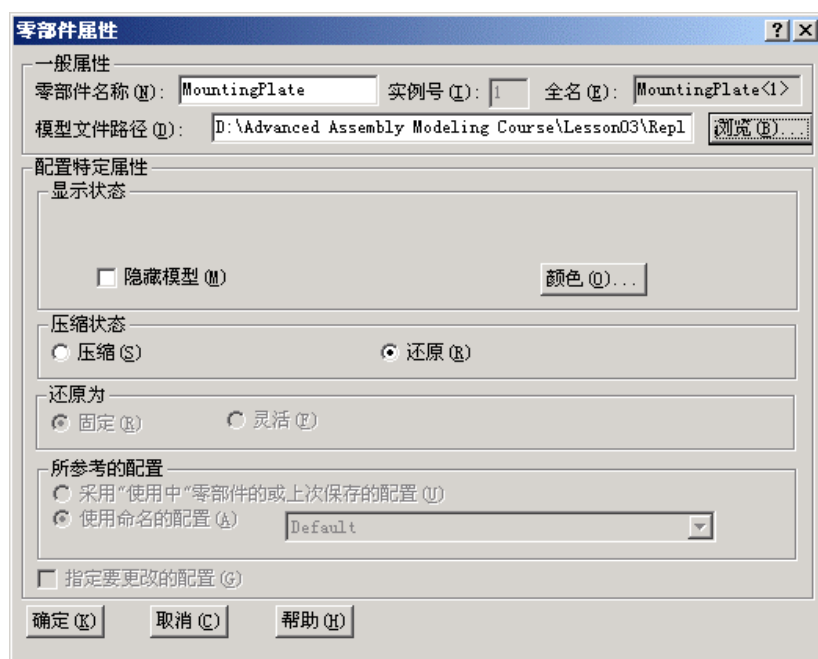 零部件属性
一般属性
零部件名称(N): MountingPlate 实例号(I): 1 全名(E): MountingPlate<1>
模型文件路径(D): D:\Advanced Assembly Modeling Course\Lesson03\Repl 浏览(B)...
配置特定属性
显示状态
隐藏模型(M) 颜色(O)...
压缩状态
压缩(S) 还原(R)
还原为
固定(R) 灵活(F)
所参考的配置
采用"使用中"零部件的或上次保存的配置(U)
使用命名的配置(A) Default
指定要更改的配置(G)
确定(K) 取消(C) 帮助(H)